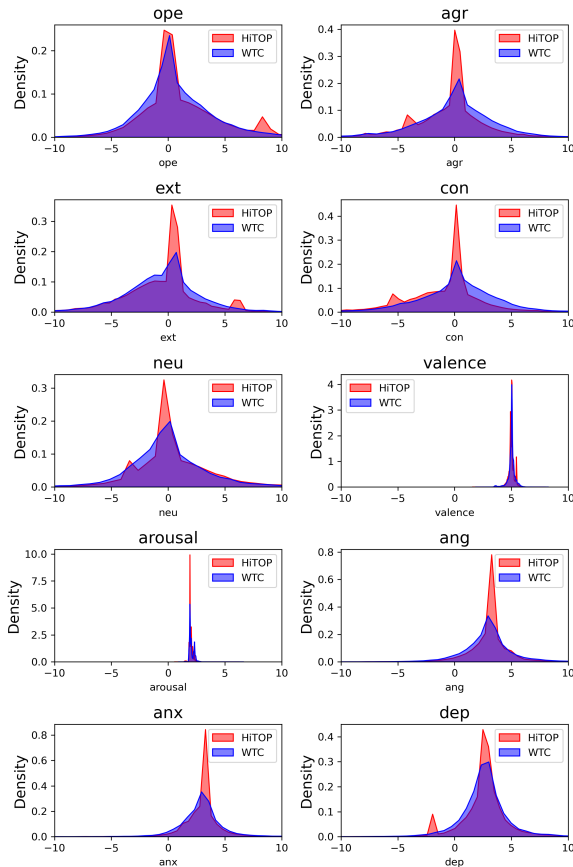 ope
Density
0.2
0.1
0.0
HiTOP
WTC
−10 −5 0 5 10
ope
agr
Density
0.4
0.3
0.2
0.1
0.0
HiTOP
WTC
−10 −5 0 5 10
agr
ext
Density
0.3
0.2
0.1
0.0
HiTOP
WTC
−10 −5 0 5 10
ext
con
Density
0.4
0.3
0.2
0.1
0.0
HiTOP
WTC
−10 −5 0 5 10
con
neu
Density
0.3
0.2
0.1
0.0
HiTOP
WTC
−10 −5 0 5 10
neu
valence
Density
4
3
2
1
0
HiTOP
WTC
−10 −5 0 5 10
valence
arousal
Density
10.0
7.5
5.0
2.5
0.0
HiTOP
WTC
−10 −5 0 5 10
arousal
ang
Density
0.8
0.6
0.4
0.2
0.0
HiTOP
WTC
−10 −5 0 5 10
ang
anx
Density
0.8
0.6
0.4
0.2
0.0
HiTOP
WTC
−10 −5 0 5 10
anx
dep
Density
0.4
0.3
0.2
0.1
0.0
HiTOP
WTC
−10 −5 0 5 10
dep